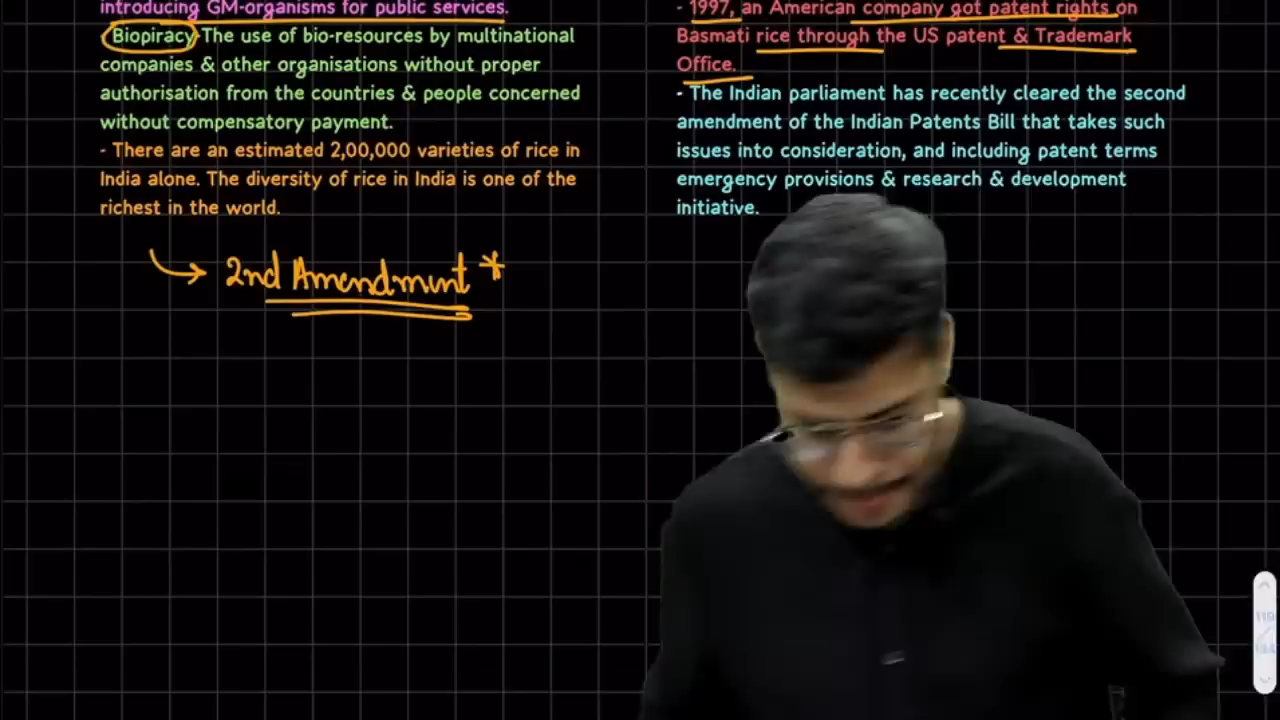 introducing GM-organisms for public services.
Biopiracy-The use of bio-resources by multinational
companies & other organisations without proper
authorisation from the countries & people concerned
without compensatory payment.
- There are an estimated 2,00,000 varieties of rice in
India alone. The diversity of rice in India is one of the
richest in the world.
→ 2nd Amendment *
- 1997, an American company got patent rights on
Basmati rice through the US patent & Trademark
Office.
- The Indian parliament has recently cleared the second
amendment of the Indian Patents Bill that takes such
issues into consideration, and including patent terms
emergency provisions & research & development
initiative.